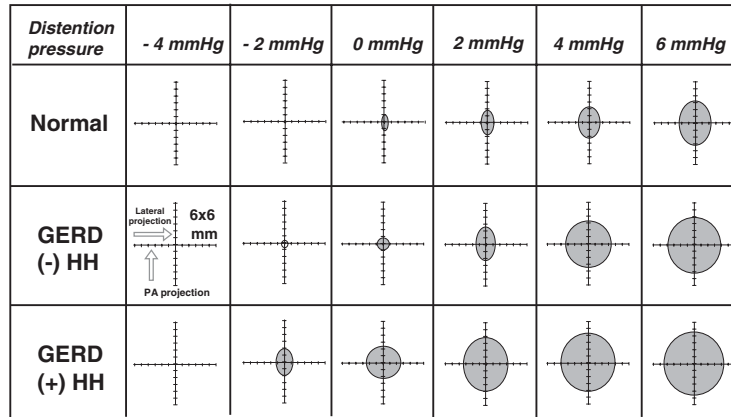 Distention pressure
- 4 mmHg
- 2 mmHg
0 mmHg
2 mmHg
4 mmHg
6 mmHg
Normal
GERD
(-) HH
Lateral
projection
6x6
mm
PA projection
GERD
(+) HH